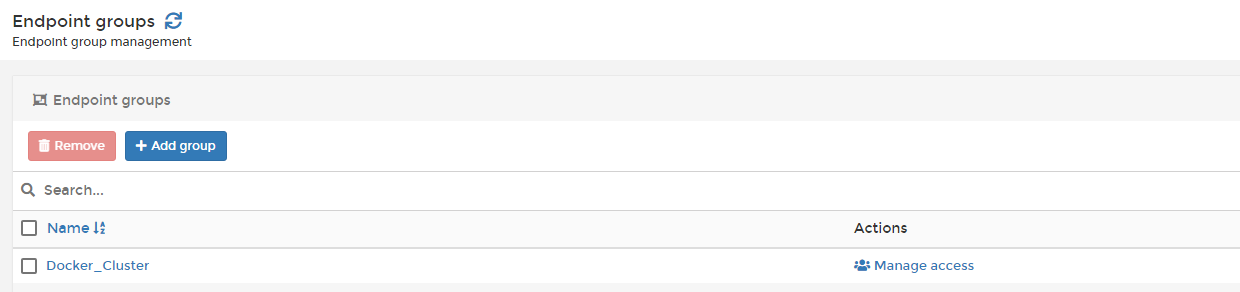 Endpoint groups
Endpoint group management
Endpoint groups
Remove
Add group
Search...
Name
Actions
Docker_Cluster
Manage access